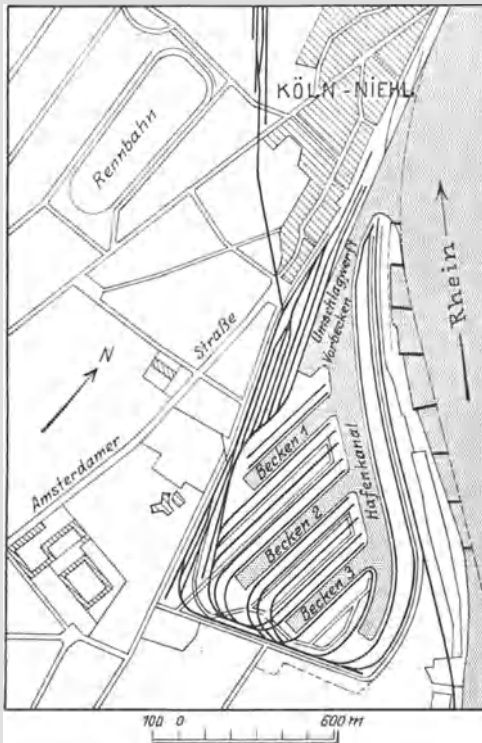 KÖLN-NIEHL
Rennbahn
Rhein
Umschlagwerft
Vorbecken
N
Straße
Amsterdamer
Becken 1
Hafenkanal
Becken 2
Becken 3
100 0 600 m